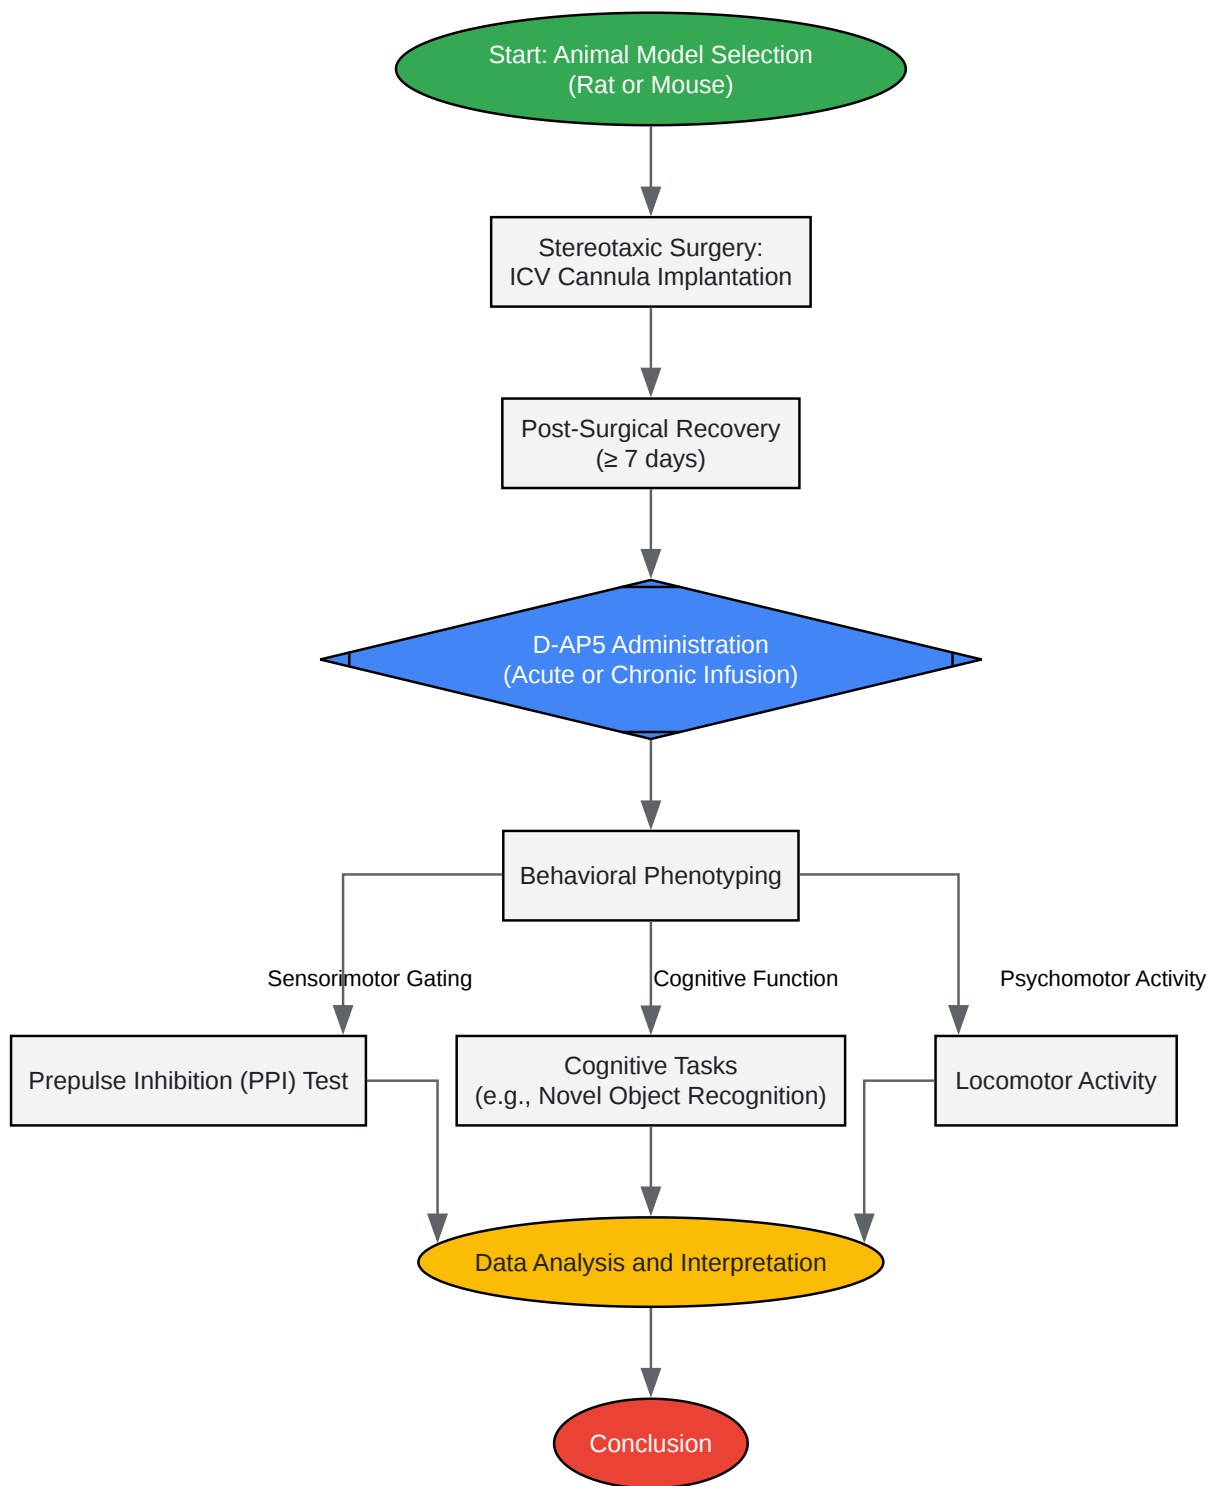 Start: Animal Model Selection
(Rat or Mouse)
Stereotaxic Surgery:
ICV Cannula Implantation
Post-Surgical Recovery
(≥ 7 days)
D-AP5 Administration
(Acute or Chronic Infusion)
Behavioral Phenotyping
Sensorimotor Gating
Cognitive Function
Psychomotor Activity
Prepulse Inhibition (PPI) Test
Cognitive Tasks
(e.g., Novel Object Recognition)
Locomotor Activity
Data Analysis and Interpretation
Conclusion